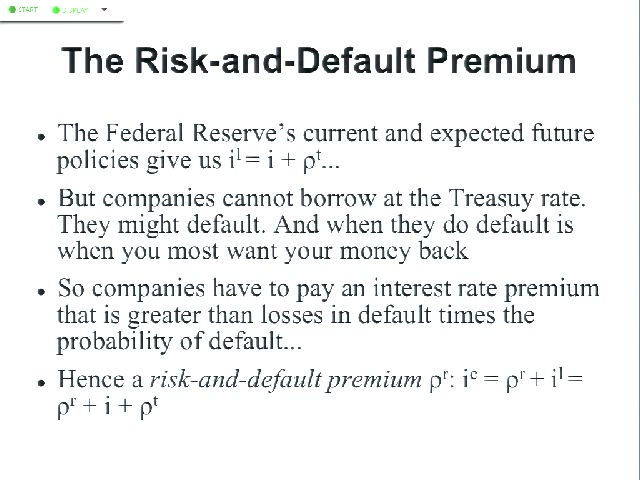 START DISPLAY
The Risk-and-Default Premium
• The Federal Reserve's current and expected future
policies give us iˡ = i + ρᵗ...
• But companies cannot borrow at the Treasuy rate.
They might default. And when they do default is
when you most want your money back
• So companies have to pay an interest rate premium
that is greater than losses in default times the
probability of default...
• Hence a risk-and-default premium ρʳ: iᶜ = ρʳ + iˡ =
ρʳ + i + ρᵗ